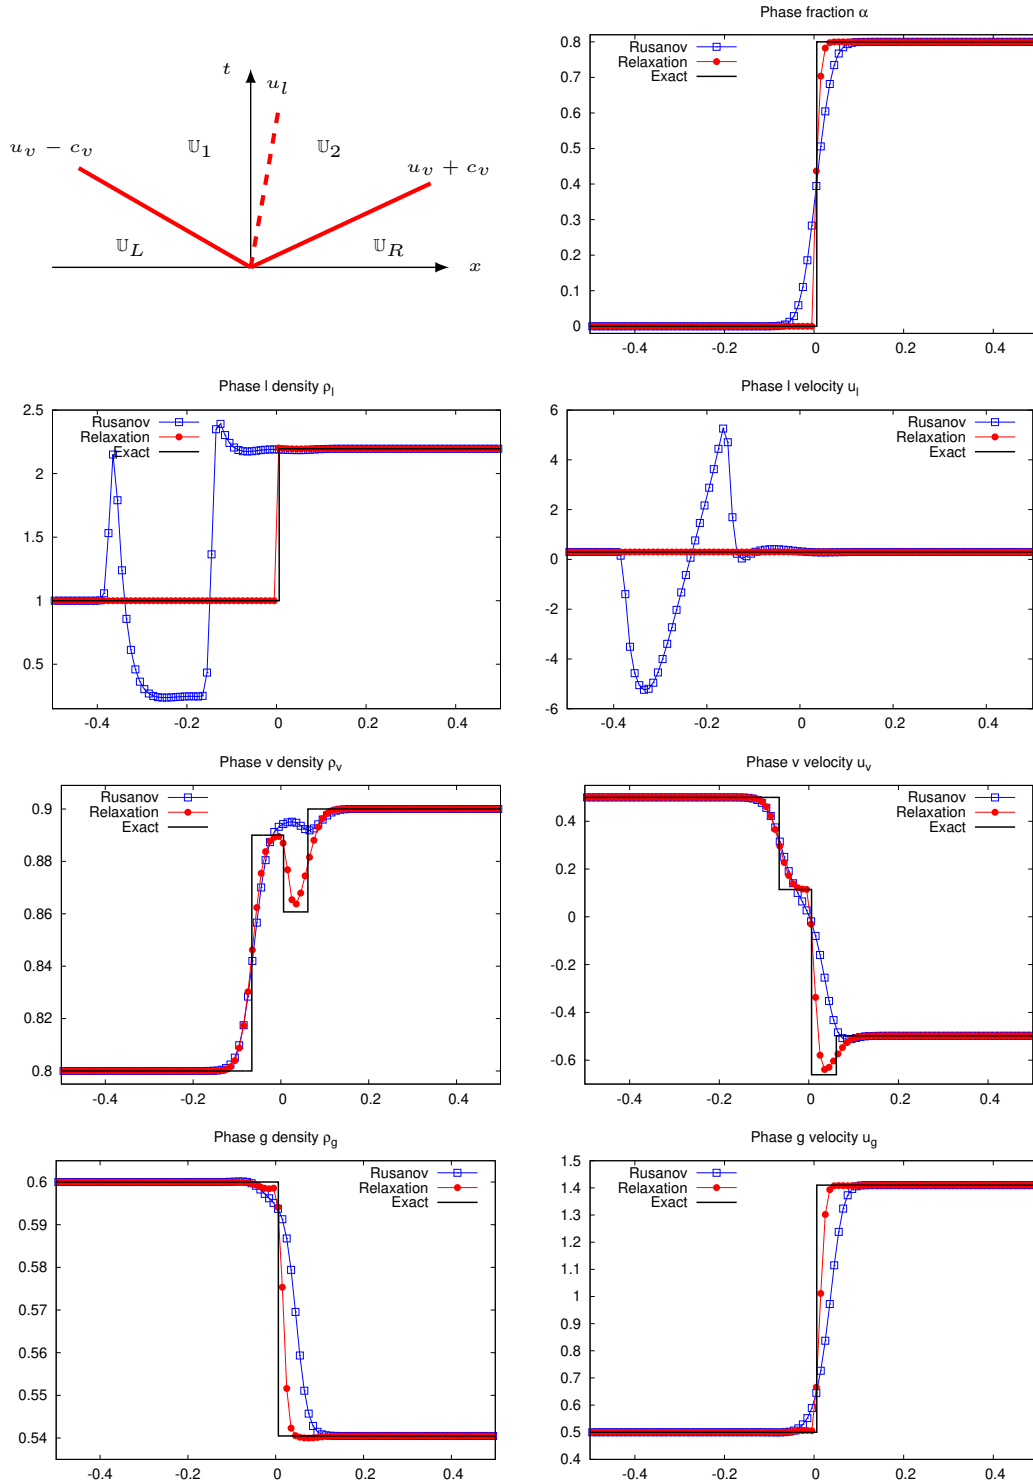 t
u_l
u_v − c_v
𝕌_1
𝕌_2
u_v + c_v
𝕌_L
𝕌_R
x
Phase fraction α
Rusanov
Relaxation
Exact
0.8
0.7
0.6
0.5
0.4
0.3
0.2
0.1
0
-0.4 -0.2 0 0.2 0.4
Phase l density ρ_l
Rusanov
Relaxation
Exact
2.5
2
1.5
1
0.5
-0.4 -0.2 0 0.2 0.4
Phase l velocity u_l
Rusanov
Relaxation
Exact
6
4
2
0
-2
-4
-6
-0.4 -0.2 0 0.2 0.4
Phase v density ρ_v
Rusanov
Relaxation
Exact
0.9
0.88
0.86
0.84
0.82
0.8
-0.4 -0.2 0 0.2 0.4
Phase v velocity u_v
Rusanov
Relaxation
Exact
0.4
0.2
0
-0.2
-0.4
-0.6
-0.4 -0.2 0 0.2 0.4
Phase g density ρ_g
Rusanov
Relaxation
Exact
0.6
0.59
0.58
0.57
0.56
0.55
0.54
-0.4 -0.2 0 0.2 0.4
Phase g velocity u_g
Rusanov
Relaxation
Exact
1.5
1.4
1.3
1.2
1.1
1
0.9
0.8
0.7
0.6
0.5
0.4
-0.4 -0.2 0 0.2 0.4